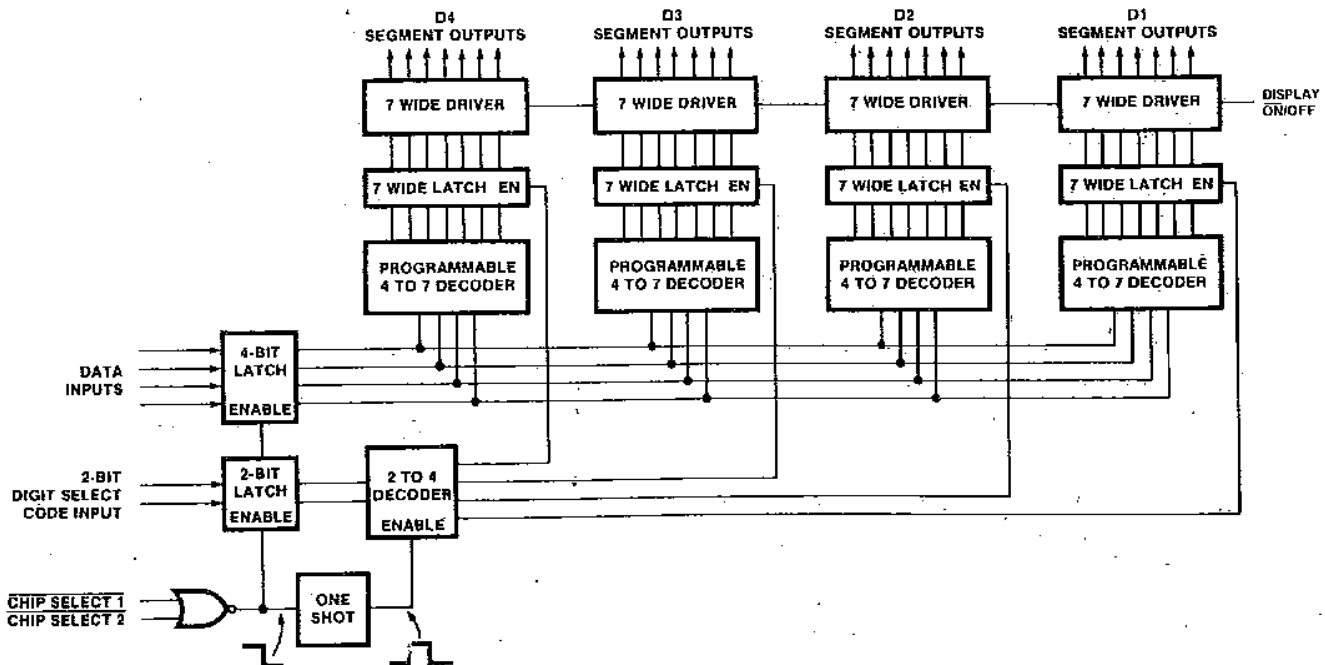 D4
SEGMENT OUTPUTS
D3
SEGMENT OUTPUTS
D2
SEGMENT OUTPUTS
D1
SEGMENT OUTPUTS
7 WIDE DRIVER
7 WIDE DRIVER
7 WIDE DRIVER
7 WIDE DRIVER
DISPLAY
ON/OFF
7 WIDE LATCH EN
7 WIDE LATCH EN
7 WIDE LATCH EN
7 WIDE LATCH EN
PROGRAMMABLE
4 TO 7 DECODER
PROGRAMMABLE
4 TO 7 DECODER
PROGRAMMABLE
4 TO 7 DECODER
PROGRAMMABLE
4 TO 7 DECODER
DATA
INPUTS
4-BIT
LATCH
ENABLE
2-BIT
DIGIT SELECT
CODE INPUT
2-BIT
LATCH
ENABLE
2 TO 4
DECODER
ENABLE
CHIP SELECT 1
CHIP SELECT 2
ONE
SHOT